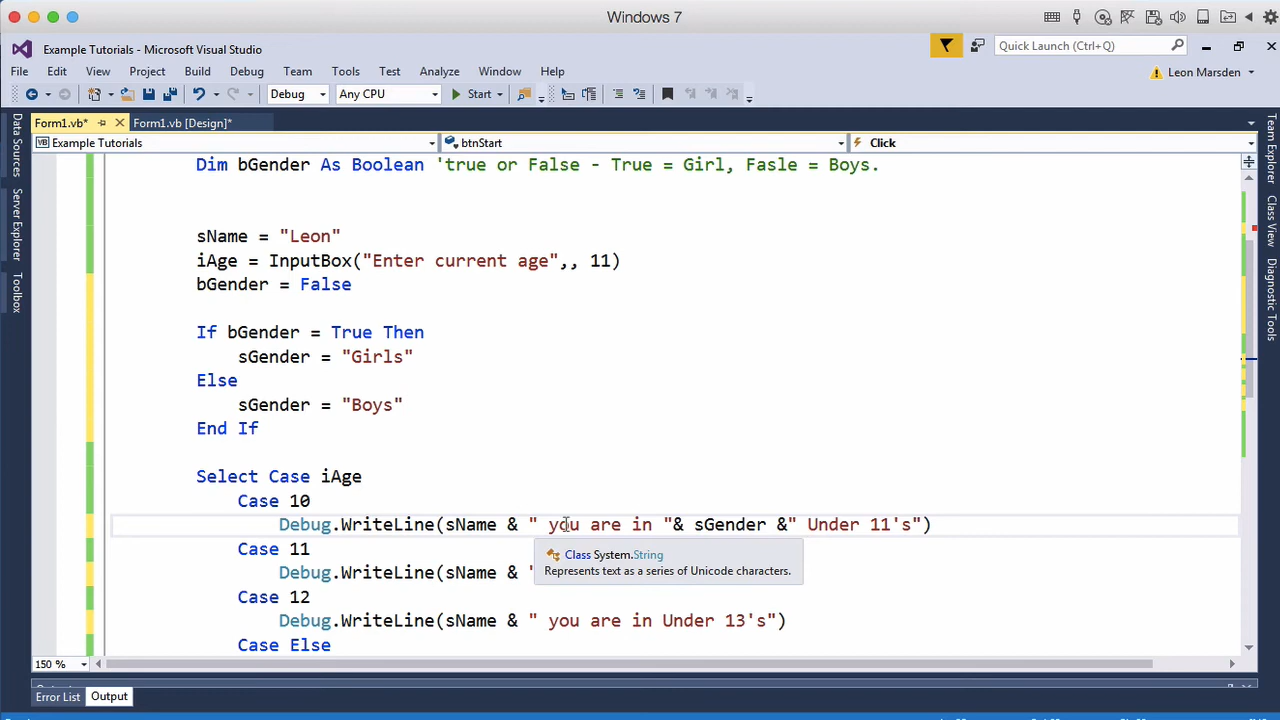 Windows 7
Example Tutorials - Microsoft Visual Studio
Quick Launch (Ctrl+Q)
File Edit View Project Build Debug Team Tools Test Analyze Window Help
Leon Marsden
Debug Any CPU Start
Form1.vb* Form1.vb [Design]*
Example Tutorials btnStart Click
Data Sources
Server Explorer
Toolbox
Team Explorer
Class View
Diagnostic Tools
Dim bGender As Boolean 'true or False - True = Girl, Fasle = Boys.
sName = "Leon"
iAge = InputBox("Enter current age",, 11)
bGender = False
If bGender = True Then
sGender = "Girls"
Else
sGender = "Boys"
End If
Select Case iAge
Case 10
Debug.WriteLine(sName & " you are in "& sGender &" Under 11's")
Class System.String
Represents text as a series of Unicode characters.
Case 11
Debug.WriteLine(sName & "
Case 12
Debug.WriteLine(sName & " you are in Under 13's")
Case Else
150 %
Error List Output